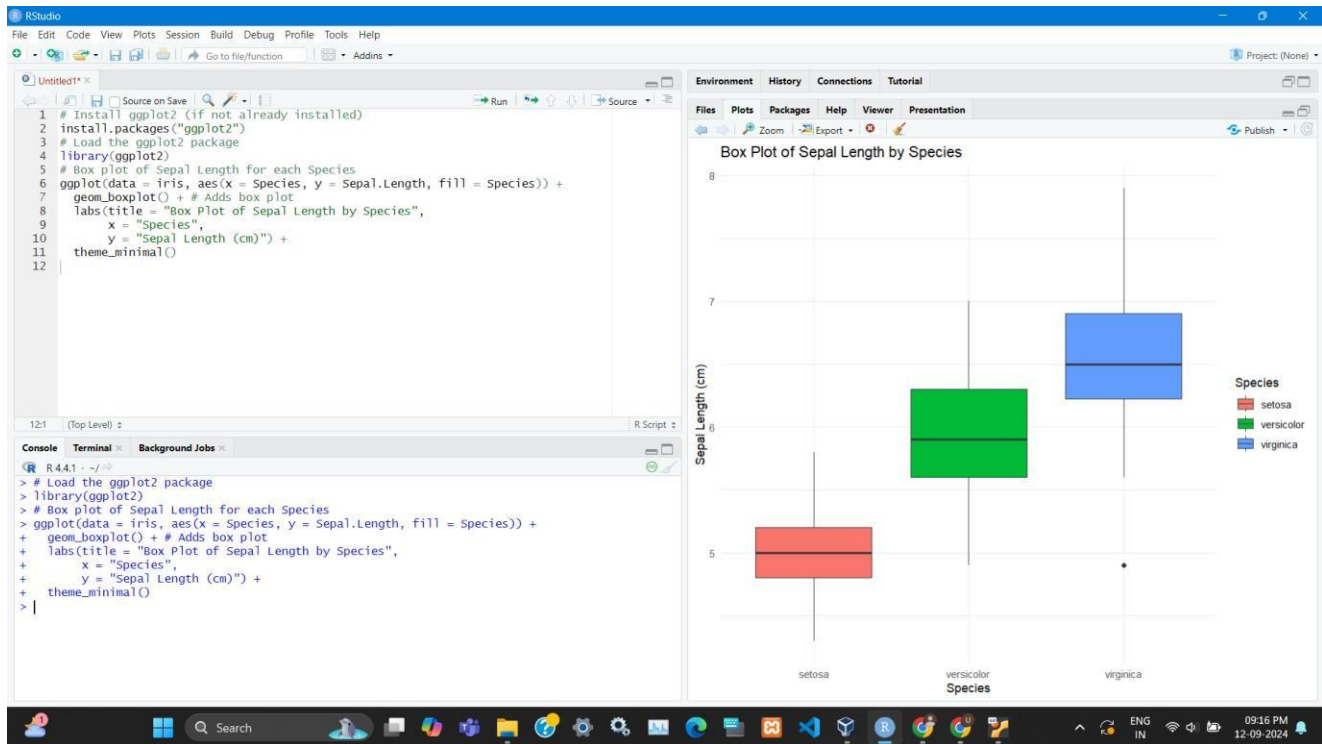 RStudio
File Edit Code View Plots Session Build Debug Profile Tools Help
Go to file/function Addins Project: (None)
Untitled1*
Source on Save Run Source
1 # Install ggplot2 (if not already installed)
2 install.packages("ggplot2")
3 # Load the ggplot2 package
4 library(ggplot2)
5 # Box plot of Sepal Length for each Species
6 ggplot(data = iris, aes(x = Species, y = Sepal.Length, fill = Species)) +
7   geom_boxplot() + # Adds box plot
8   labs(title = "Box Plot of Sepal Length by Species",
9        x = "Species",
10        y = "Sepal Length (cm)") +
11   theme_minimal()
12
12:1 (Top Level) R Script
Console Terminal Background Jobs
R R 4.4.1 · ~/
> # Load the ggplot2 package
> library(ggplot2)
> # Box plot of Sepal Length for each Species
> ggplot(data = iris, aes(x = Species, y = Sepal.Length, fill = Species)) +
+   geom_boxplot() + # Adds box plot
+   labs(title = "Box Plot of Sepal Length by Species",
+        x = "Species",
+        y = "Sepal Length (cm)") +
+   theme_minimal()
>
Environment History Connections Tutorial
Files Plots Packages Help Viewer Presentation
Zoom Export Publish
Box Plot of Sepal Length by Species
8
7
6
5
Sepal Length (cm)
setosa versicolor virginica
Species
Species
setosa
versicolor
virginica
1
Search
ENG
IN
09:16 PM
12-09-2024